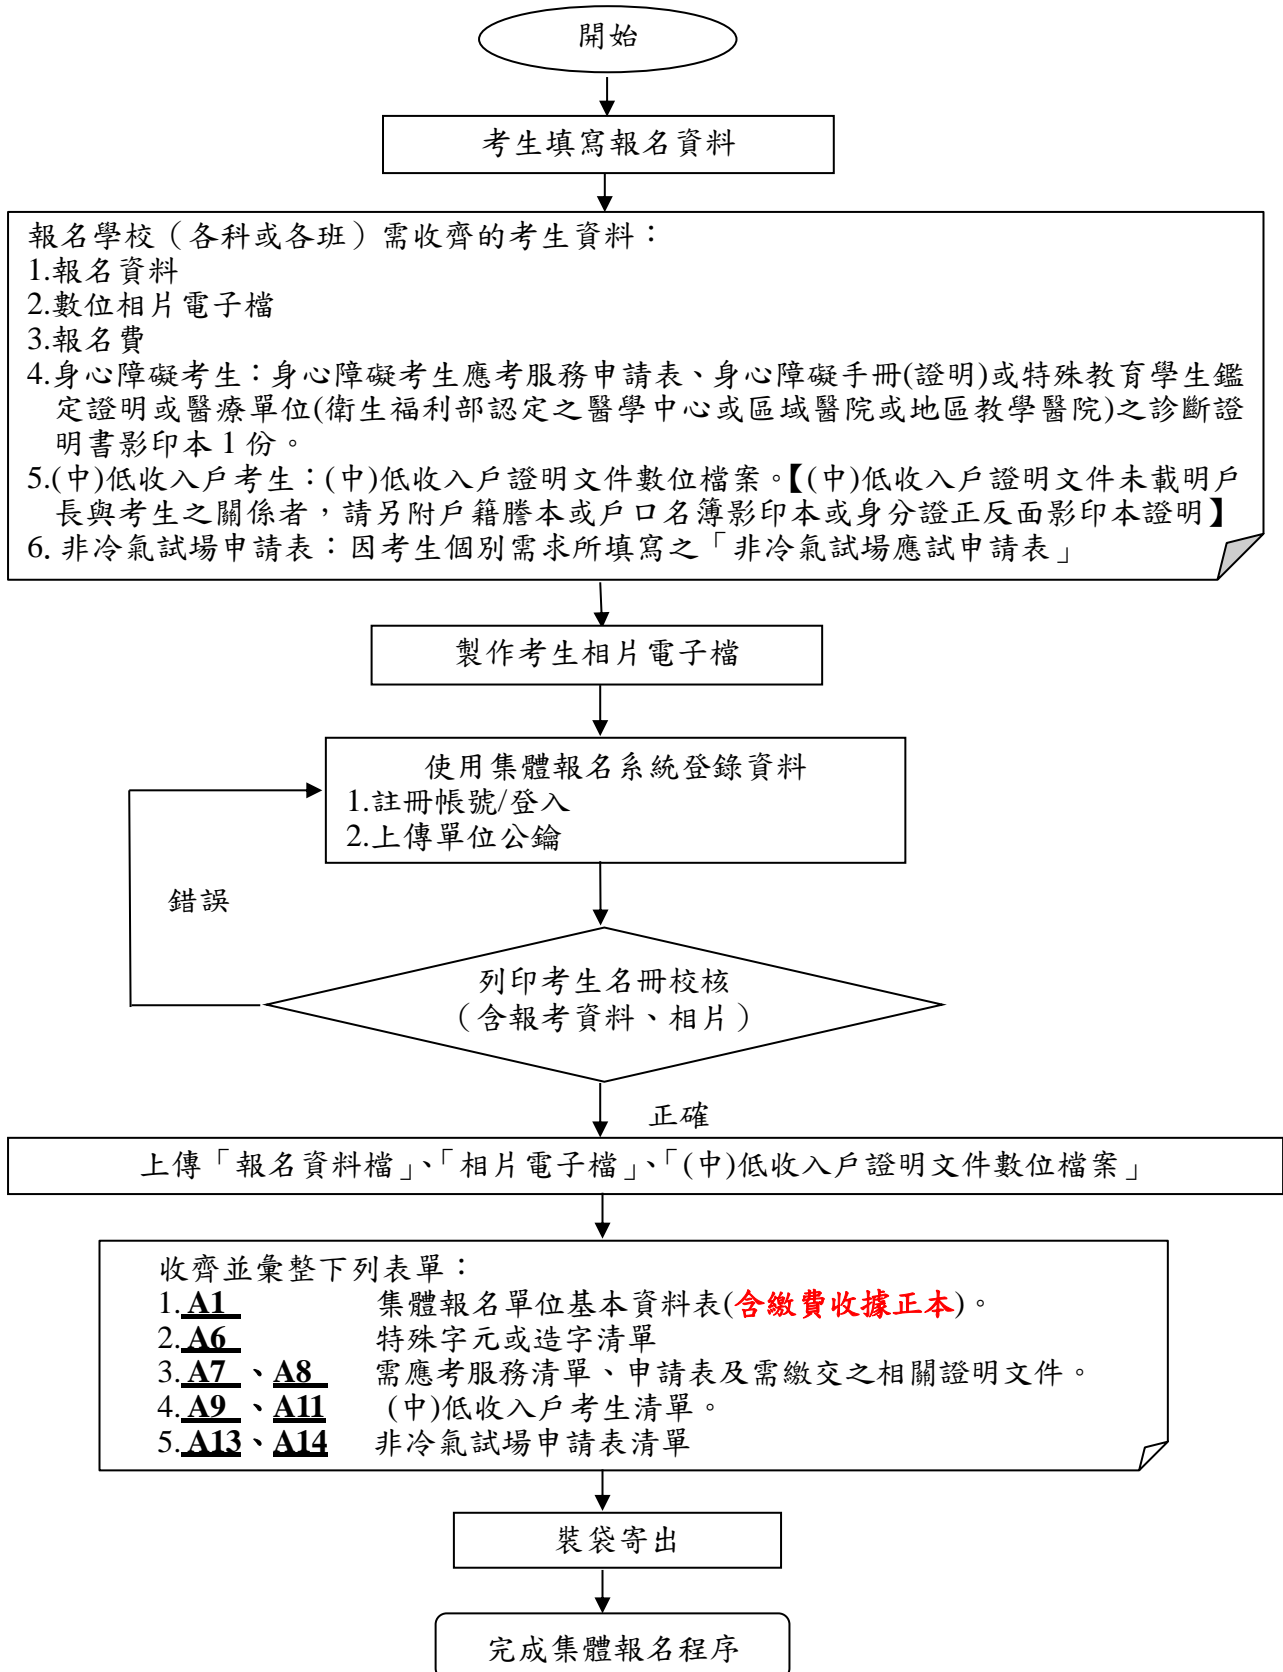 開始
考生填寫報名資料
報名學校（各科或各班）需收齊的考生資料：
1.報名資料
2.數位相片電子檔
3.報名費
4.身心障礙考生：身心障礙考生應考服務申請表、身心障礙手冊(證明)或特殊教育學生鑑
定證明或醫療單位(衛生福利部認定之醫學中心或區域醫院或地區教學醫院)之診斷證
明書影印本 1 份。
5.(中)低收入戶考生：(中)低收入戶證明文件數位檔案。【(中)低收入戶證明文件未載明戶
長與考生之關係者，請另附戶籍謄本或戶口名簿影印本或身分證正反面影印本證明】
6. 非冷氣試場申請表：因考生個別需求所填寫之「非冷氣試場應試申請表」
製作考生相片電子檔
使用集體報名系統登錄資料
1.註冊帳號/登入
2.上傳單位公鑰
錯誤
列印考生名冊校核
（含報考資料、相片）
正確
上傳「報名資料檔」、「相片電子檔」、「(中)低收入戶證明文件數位檔案」
收齊並彙整下列表單：
1. A1 集體報名單位基本資料表(含繳費收據正本)。
2. A6 特殊字元或造字清單
3. A7 、A8 需應考服務清單、申請表及需繳交之相關證明文件。
4. A9 、A11 (中)低收入戶考生清單。
5. A13、A14 非冷氣試場申請表清單
裝袋寄出
完成集體報名程序